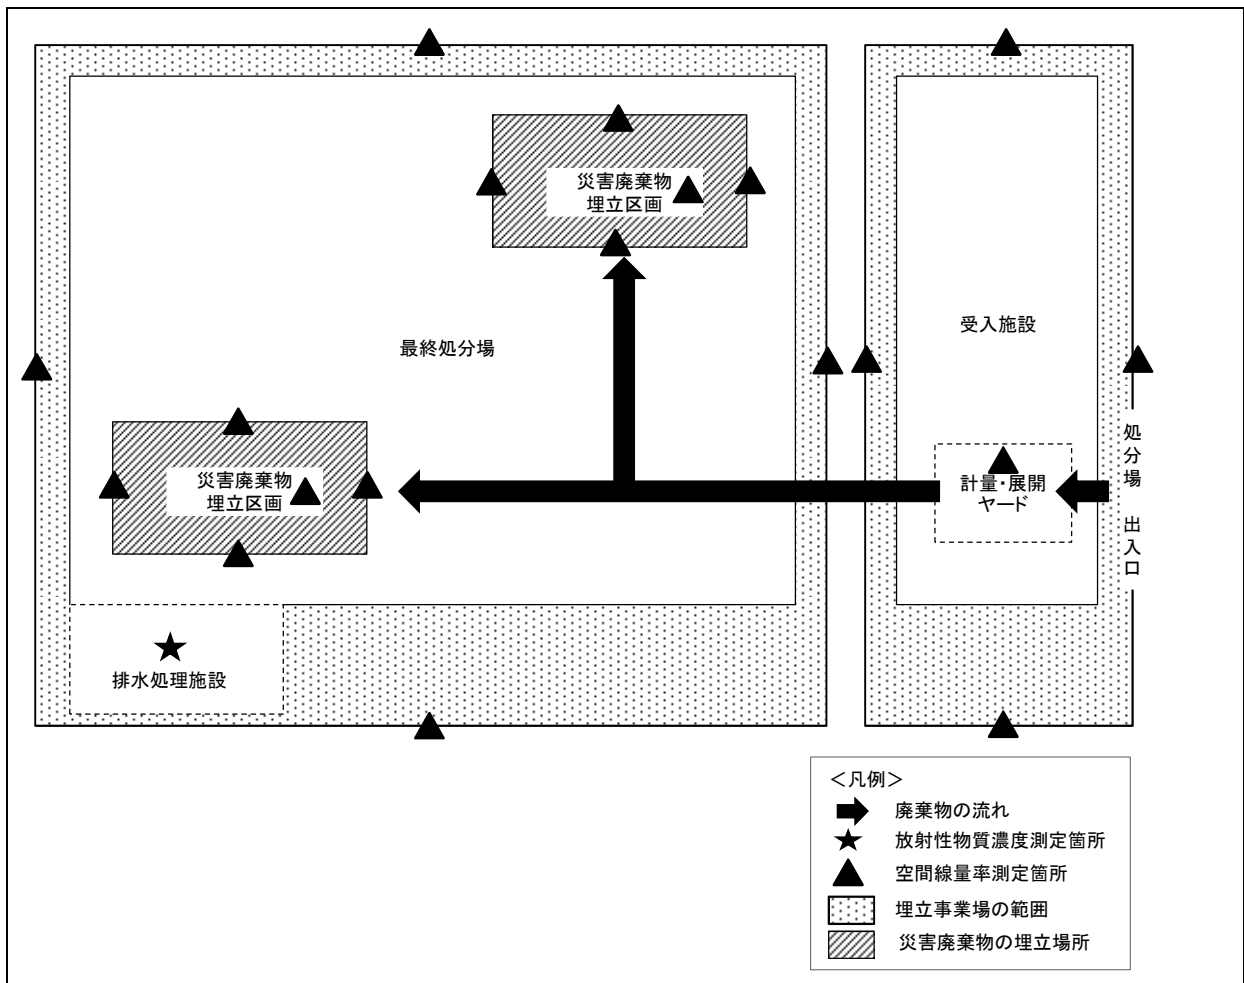 災害廃棄物
埋立区画
受入施設
最終処分場
処分場 出入口
災害廃棄物
埋立区画
計量・展開
ヤード
排水処理施設
＜凡例＞
廃棄物の流れ
放射性物質濃度測定箇所
空間線量率測定箇所
埋立事業場の範囲
災害廃棄物の埋立場所